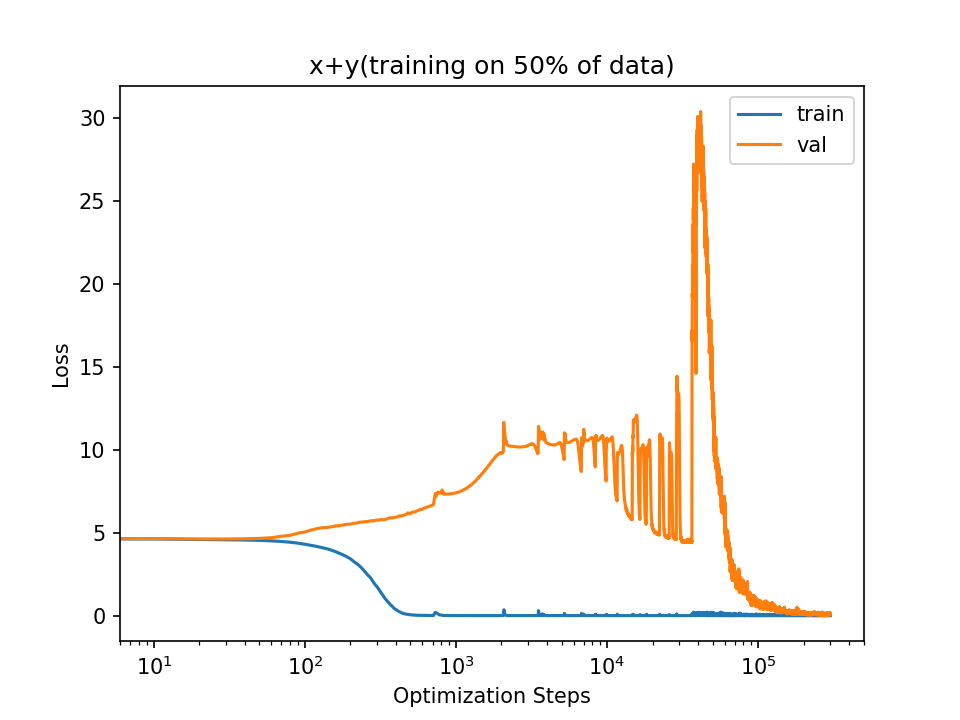 x+y(training on 50% of data)
train
val
30
25
20
15
10
5
0
Loss
10¹ 10² 10³ 10⁴ 10⁵
Optimization Steps